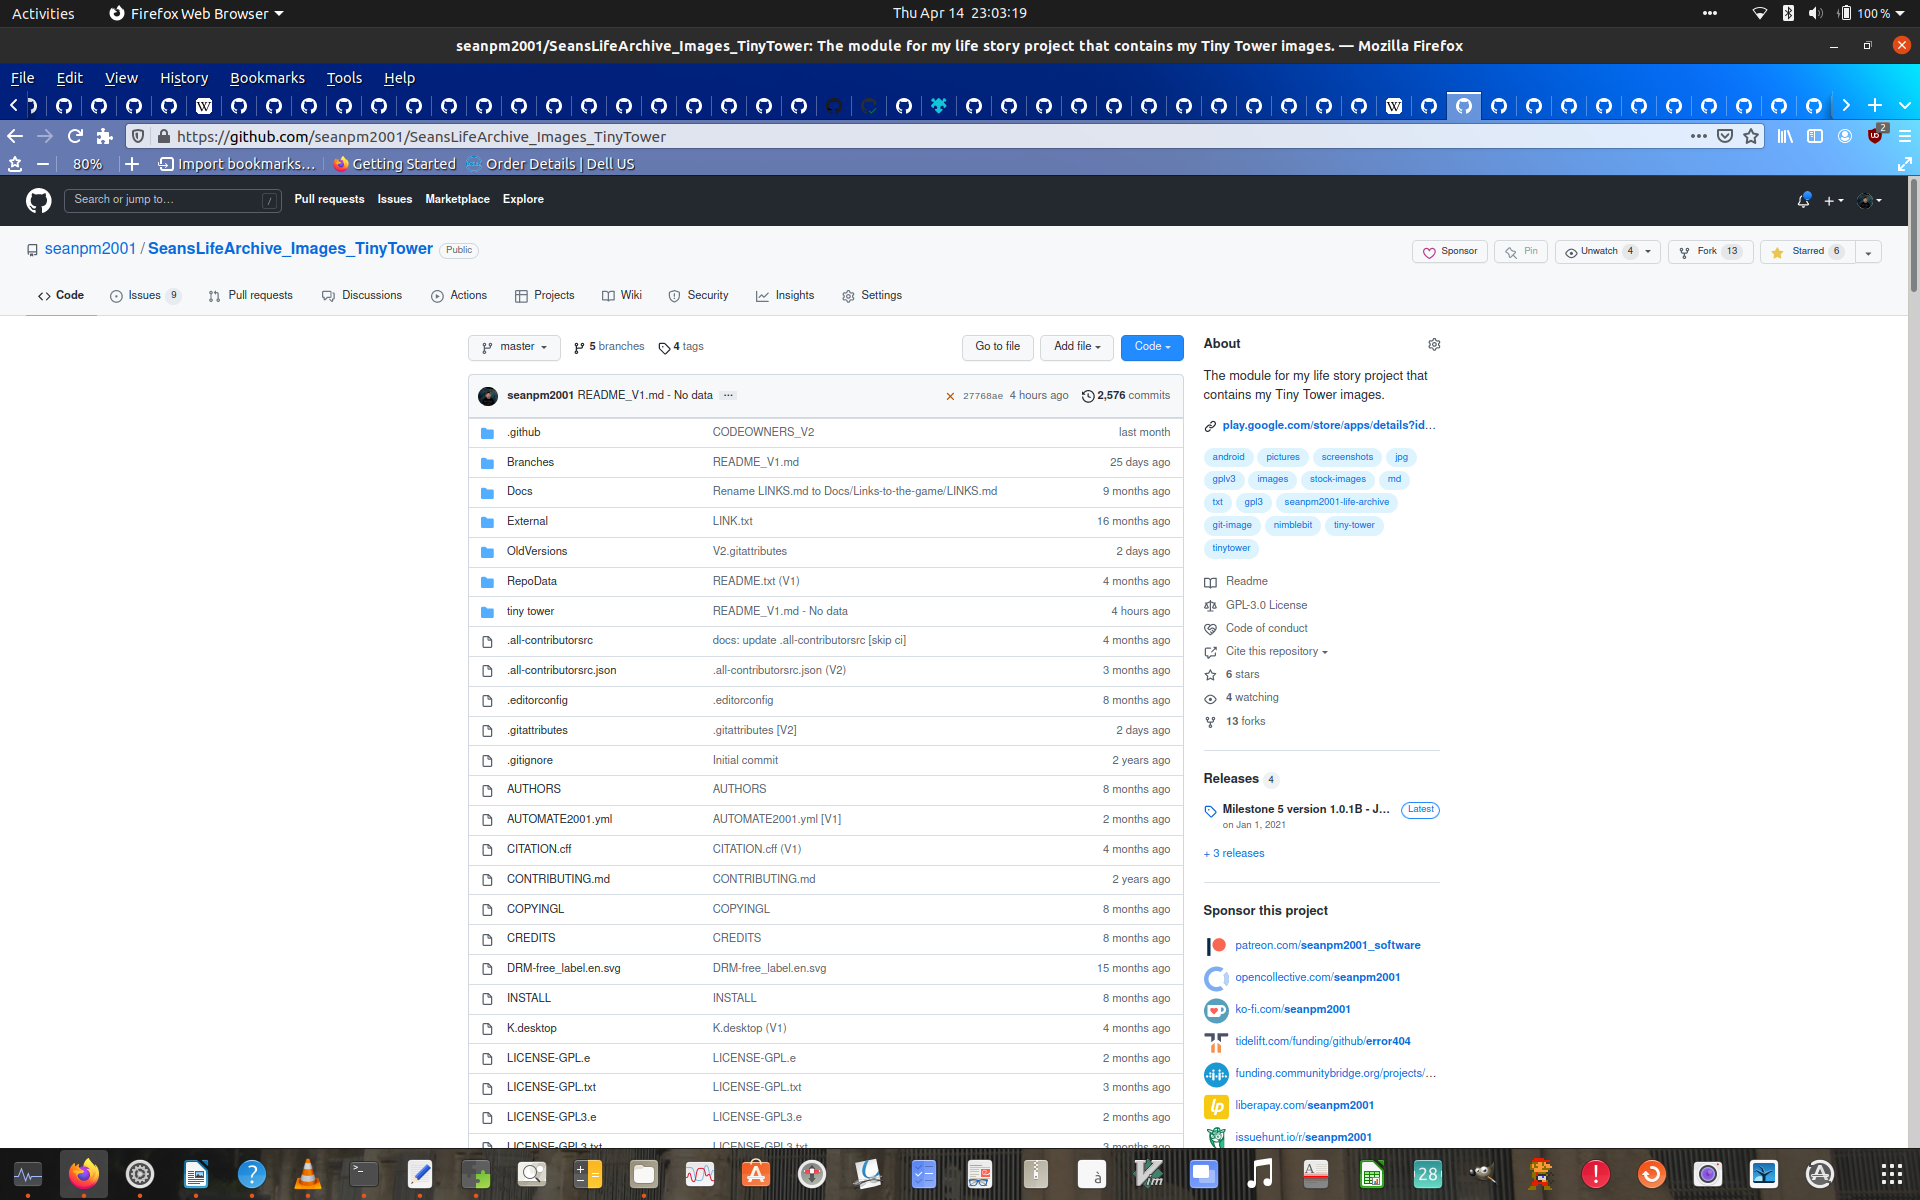 Activities Firefox Web Browser Thu Apr 14 23:03:19 100 %
seanpm2001/SeansLifeArchive_Images_TinyTower: The module for my life story project that contains my Tiny Tower images. — Mozilla Firefox
File Edit View History Bookmarks Tools Help
https://github.com/seanpm2001/SeansLifeArchive_Images_TinyTower 2
80% Import bookmarks... Getting Started Order Details | Dell US
Search or jump to... / Pull requests Issues Marketplace Explore
seanpm2001 / SeansLifeArchive_Images_TinyTower Public Sponsor Pin Unwatch 4 Fork 13 Starred 6
Code Issues 9 Pull requests Discussions Actions Projects Wiki Security Insights Settings
master 5 branches 4 tags Go to file Add file Code
seanpm2001 README_V1.md - No data ... 27768ae 4 hours ago 2,576 commits
.github CODEOWNERS_V2 last month
Branches README_V1.md 25 days ago
Docs Rename LINKS.md to Docs/Links-to-the-game/LINKS.md 9 months ago
External LINK.txt 16 months ago
OldVersions V2.gitattributes 2 days ago
RepoData README.txt (V1) 4 months ago
tiny tower README_V1.md - No data 4 hours ago
.all-contributorsrc docs: update .all-contributorsrc [skip ci] 4 months ago
.all-contributorsrc.json .all-contributorsrc.json (V2) 3 months ago
.editorconfig .editorconfig 8 months ago
.gitattributes .gitattributes [V2] 2 days ago
.gitignore Initial commit 2 years ago
AUTHORS AUTHORS 8 months ago
AUTOMATE2001.yml AUTOMATE2001.yml [V1] 2 months ago
CITATION.cff CITATION.cff (V1) 4 months ago
CONTRIBUTING.md CONTRIBUTING.md 2 years ago
COPYINGL COPYINGL 8 months ago
CREDITS CREDITS 8 months ago
DRM-free_label.en.svg DRM-free_label.en.svg 15 months ago
INSTALL INSTALL 8 months ago
K.desktop K.desktop (V1) 4 months ago
LICENSE-GPL.e LICENSE-GPL.e 2 months ago
LICENSE-GPL.txt LICENSE-GPL.txt 3 months ago
LICENSE-GPL3.e LICENSE-GPL3.e 2 months ago
LICENSE-GPL3.txt LICENSE-GPL3.txt 3 months ago
About
The module for my life story project that
contains my Tiny Tower images.
play.google.com/store/apps/details?id...
android pictures screenshots jpg
gplv3 images stock-images md
txt gpl3 seanpm2001-life-archive
git-image nimblebit tiny-tower
tinytower
Readme
GPL-3.0 License
Code of conduct
Cite this repository
6 stars
4 watching
13 forks
Releases 4
Milestone 5 version 1.0.1B - J... Latest
on Jan 1, 2021
+ 3 releases
Sponsor this project
patreon.com/seanpm2001_software
opencollective.com/seanpm2001
ko-fi.com/seanpm2001
tidelift.com/funding/github/error404
funding.communitybridge.org/projects/...
liberapay.com/seanpm2001
issuehunt.io/r/seanpm2001
28